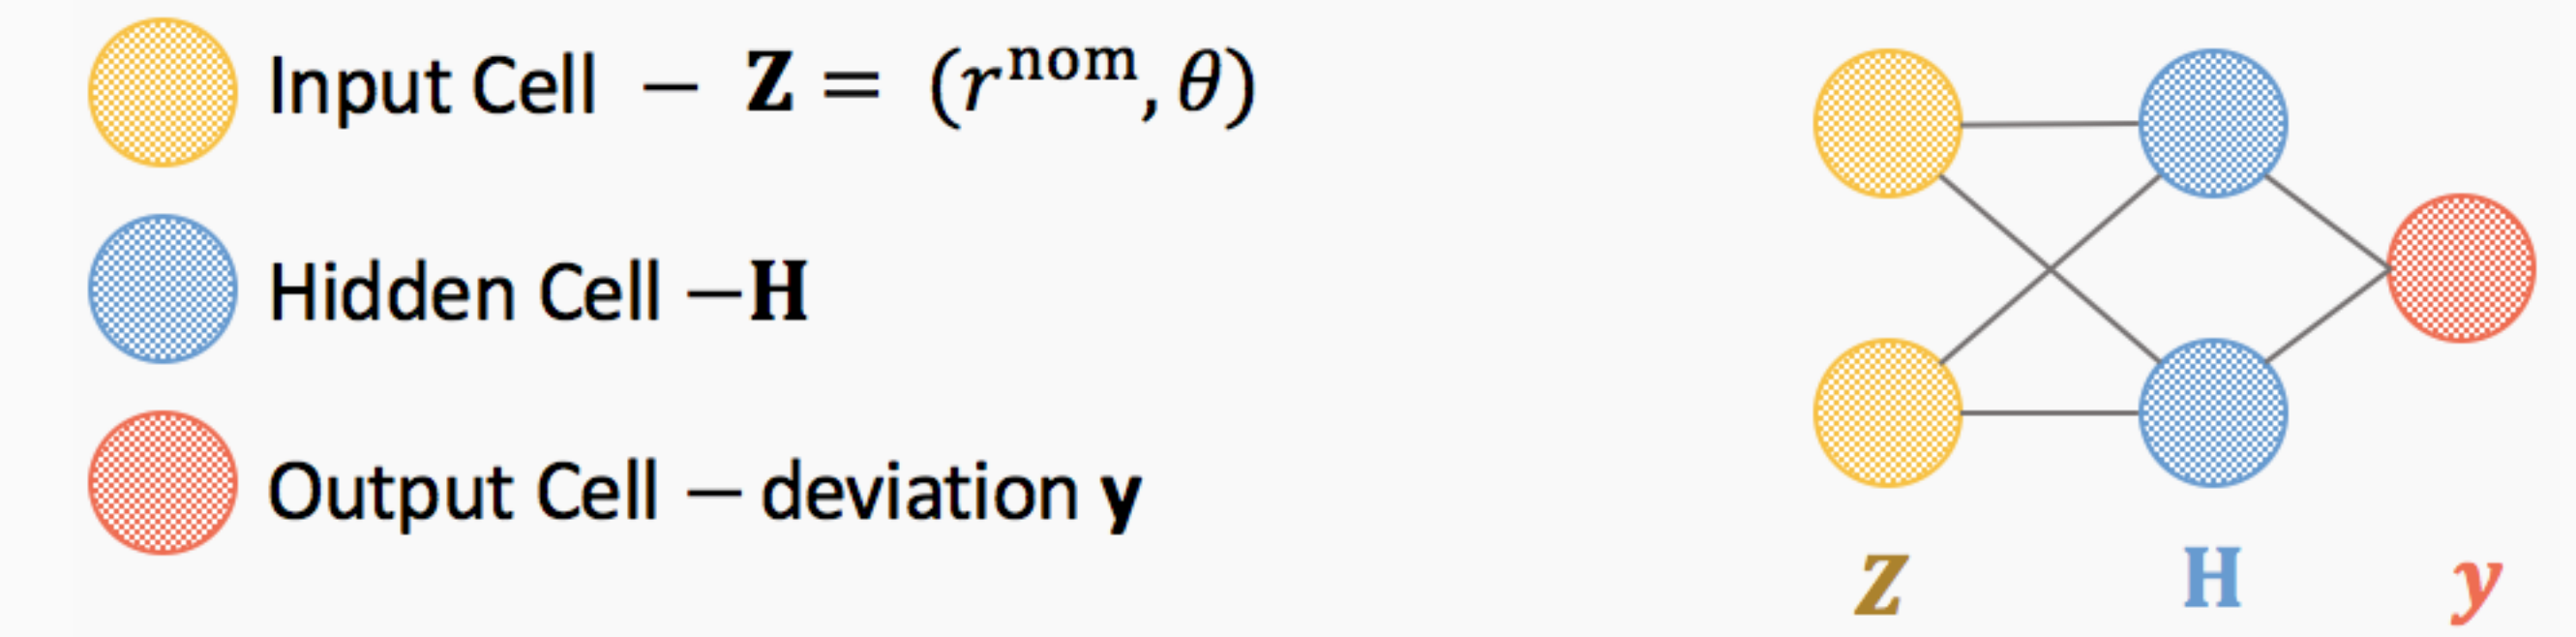 Input Cell – Z = (r^nom, θ)
Hidden Cell –H
Output Cell – deviation y
Z H y